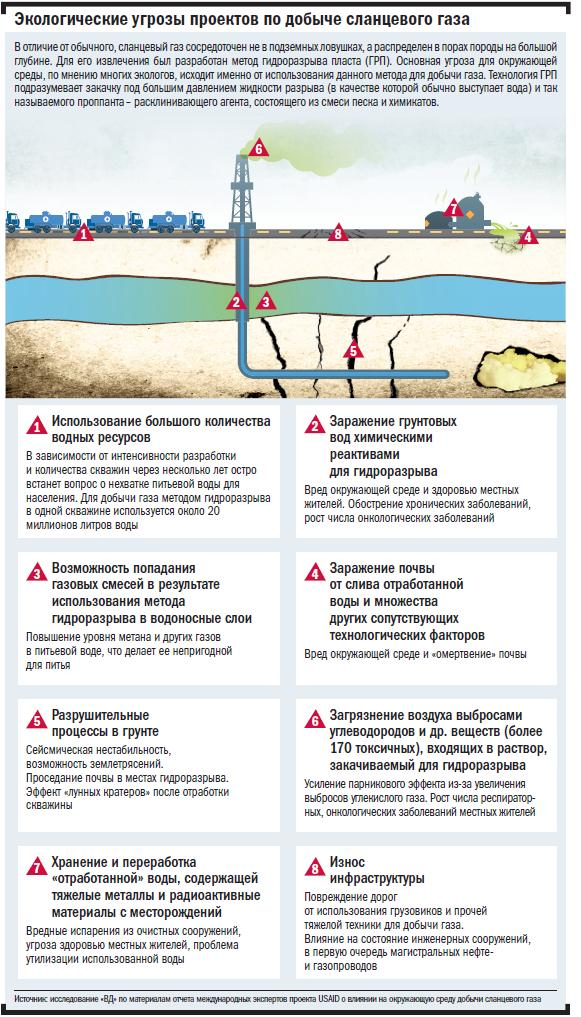 Экологические угрозы проектов по добыче сланцевого газа
В отличие от обычного, сланцевый газ сосредоточен не в подземных ловушках, а распределен в порах породы на большой
глубине. Для его извлечения был разработан метод гидроразрыва пласта (ГРП). Основная угроза для окружающей
среды, по мнению многих экологов, исходит именно от использования данного метода для добычи газа. Технология ГРП
подразумевает закачку под большим давлением жидкости разрыва (в качестве которой обычно выступает вода) и так
называемого проппанта – расклинивающего агента, состоящего из смеси песка и химикатов.
6
7
1
8
4
2
3
5
1
Использование большого количества
водных ресурсов
В зависимости от интенсивности разработки
и количества скважин через несколько лет остро
встанет вопрос о нехватке питьевой воды для
населения. Для добычи газа методом гидроразрыва
в одной скважине используется около 20
миллионов литров воды
2
Заражение грунтовых
вод химическими
реактивами
для гидроразрыва
Вред окружающей среде и здоровью местных
жителей. Обострение хронических заболеваний,
рост числа онкологических заболеваний
3
Возможность попадания
газовых смесей в результате
использования метода
гидроразрыва в водоносные слои
Повышение уровня метана и других газов
в питьевой воде, что делает ее непригодной
для питья
4
Заражение почвы
от слива отработанной
воды и множества
других сопутствующих
технологических факторов
Вред окружающей среде и «омертвение» почвы
5
Разрушительные
процессы в грунте
Сейсмическая нестабильность,
возможность землетрясений.
Проседание почвы в местах гидроразрыва.
Эффект «лунных кратеров» после отработки
скважины
6
Загрязнение воздуха выбросами
углеводородов и др. веществ (более
170 токсичных), входящих в раствор,
закачиваемый для гидроразрыва
Усиление парникового эффекта из-за увеличения
выбросов углекислого газа. Рост числа респиратор-
ных, онкологических заболеваний местных жителей
7
Хранение и переработка
«отработанной» воды, содержащей
тяжелые металлы и радиоактивные
материалы с месторождений
Вредные испарения из очистных сооружений,
угроза здоровью местных жителей, проблема
утилизации использованной воды
8
Износ
инфраструктуры
Повреждение дорог
от использования грузовиков и прочей
тяжелой техники для добычи газа.
Влияние на состояние инженерных сооружений,
в первую очередь магистральных нефте-
и газопроводов
Источник: исследование «ВД» по материалам отчета международных экспертов проекта USAID о влиянии на окружающую среду добычи сланцевого газа